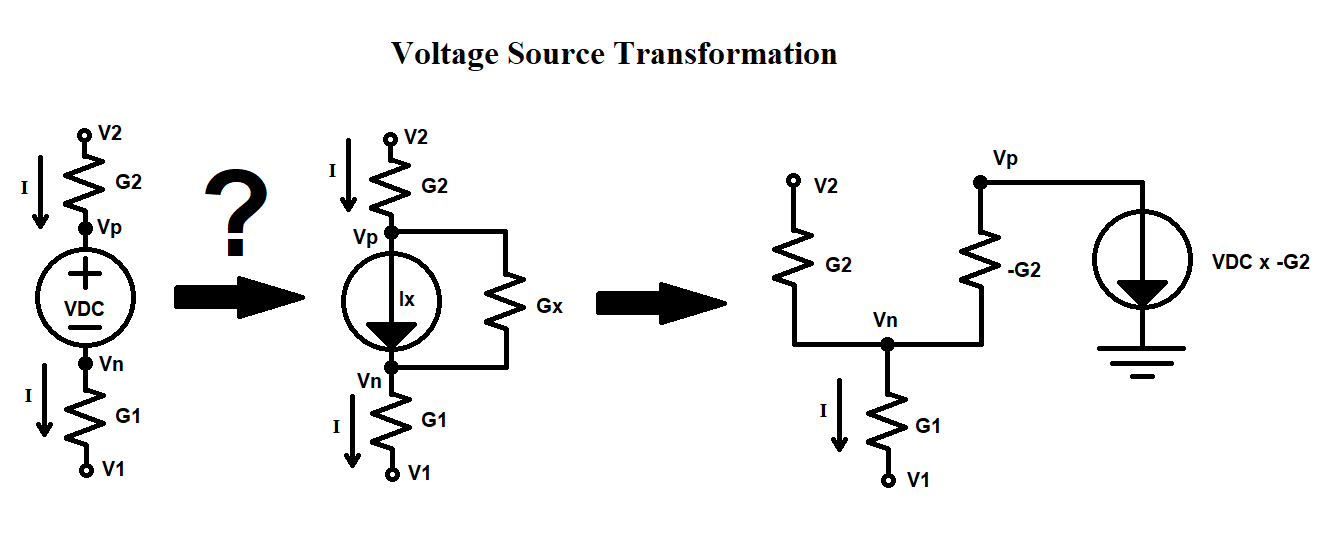 Voltage Source Transformation
V2
I
G2
Vp
+
VDC
−
Vn
I
G1
V1
?
V2
I
G2
Vp
Ix
Gx
Vn
I
G1
V1
V2
G2
Vn
I
G1
V1
Vp
-G2
VDC x -G2